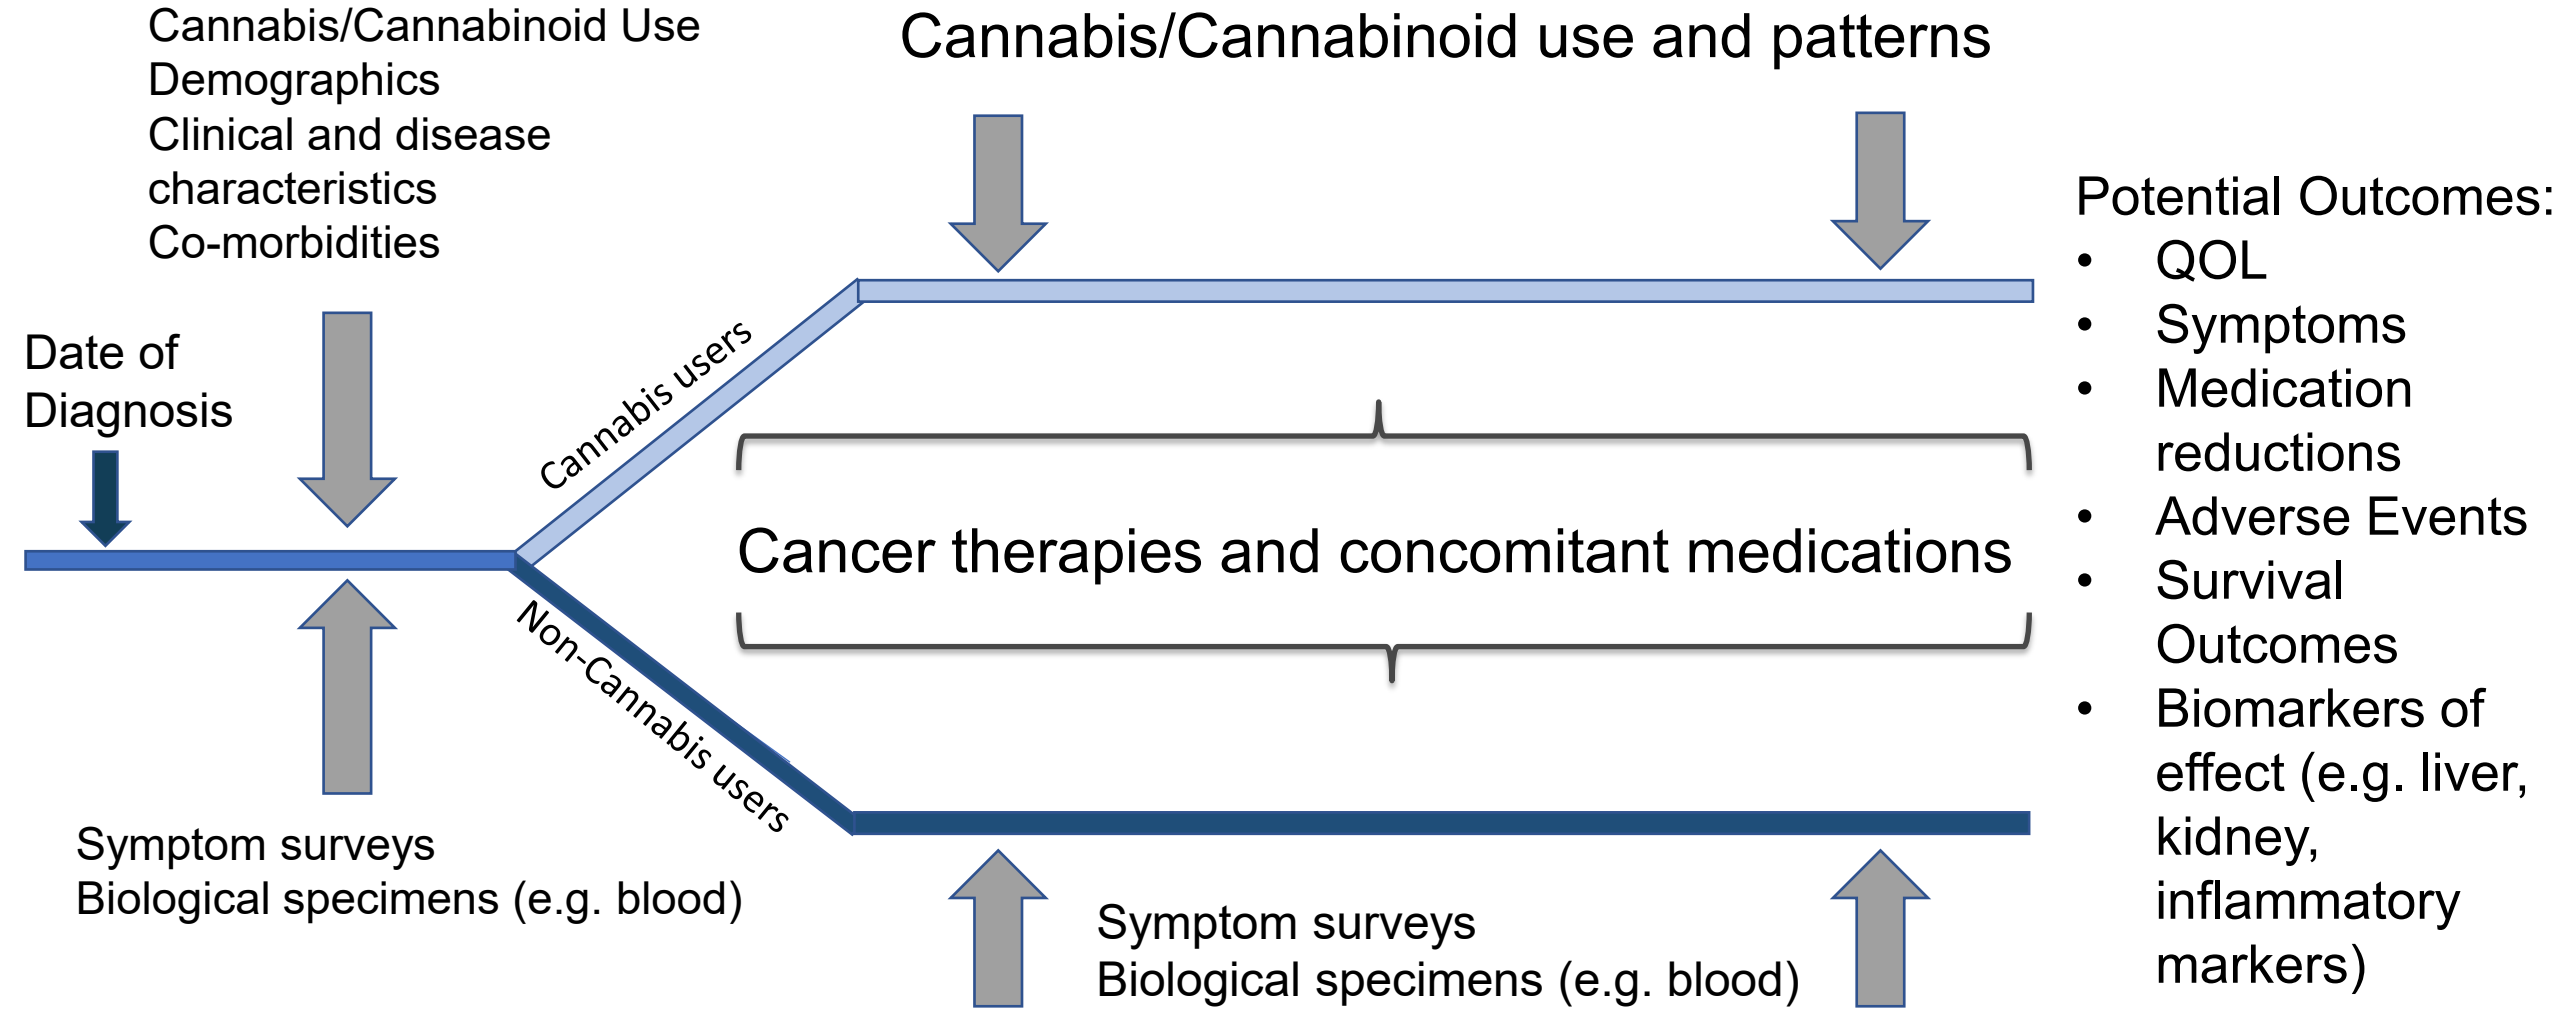 Cannabis/Cannabinoid Use
Demographics
Clinical and disease
characteristics
Co-morbidities
Cannabis/Cannabinoid use and patterns
Date of
Diagnosis
Cannabis users
Non-Cannabis users
Cancer therapies and concomitant medications
Symptom surveys
Biological specimens (e.g. blood)
Symptom surveys
Biological specimens (e.g. blood)
Potential Outcomes:
• QOL
• Symptoms
• Medication
reductions
• Adverse Events
• Survival
Outcomes
• Biomarkers of
effect (e.g. liver,
kidney,
inflammatory
markers)